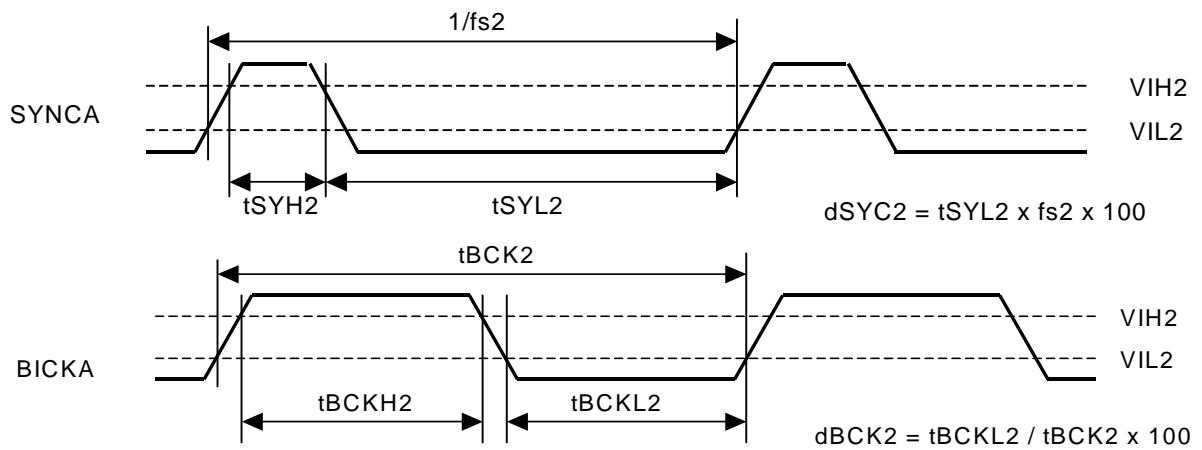 1/fs2
SYNCA
VIH2
VIL2
tSYH2
tSYL2
dSYC2 = tSYL2 x fs2 x 100
tBCK2
BICKA
VIH2
VIL2
tBCKH2
tBCKL2
dBCK2 = tBCKL2 / tBCK2 x 100